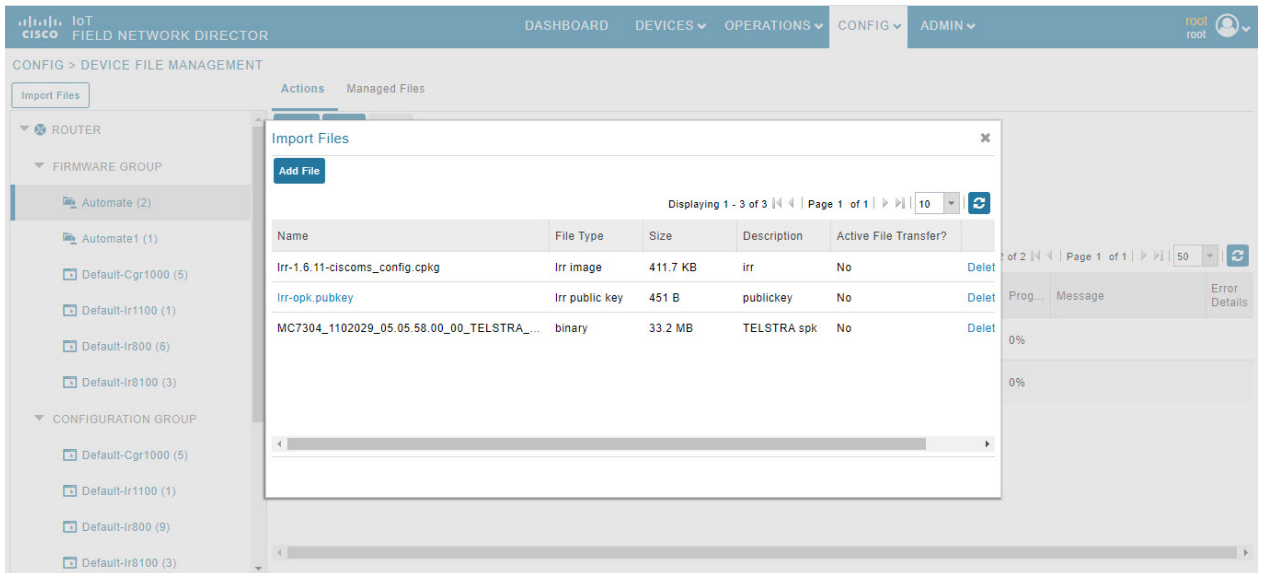 IoT
CISCO FIELD NETWORK DIRECTOR
DASHBOARD DEVICES OPERATIONS CONFIG ADMIN
root
root
CONFIG > DEVICE FILE MANAGEMENT
Import Files
Actions Managed Files
ROUTER
FIRMWARE GROUP
Automate (2)
Automate1 (1)
Default-Cgr1000 (5)
Default-Ir1100 (1)
Default-Ir800 (6)
Default-Ir8100 (3)
CONFIGURATION GROUP
Default-Cgr1000 (5)
Default-Ir1100 (1)
Default-Ir800 (9)
Default-Ir8100 (3)
Import Files
Add File
Displaying 1 - 3 of 3 Page 1 of 1 10
Name File Type Size Description Active File Transfer?
lrr-1.6.11-ciscoms_config.cpkg lrr image 411.7 KB lrr No Delet
lrr-opk.pubkey lrr public key 451 B publickey No Delet
MC7304_1102029_05.05.58.00_00_TELSTRA_... binary 33.2 MB TELSTRA spk No Delet
of 2 Page 1 of 1 50
Prog... Message Error
Details
0%
0%